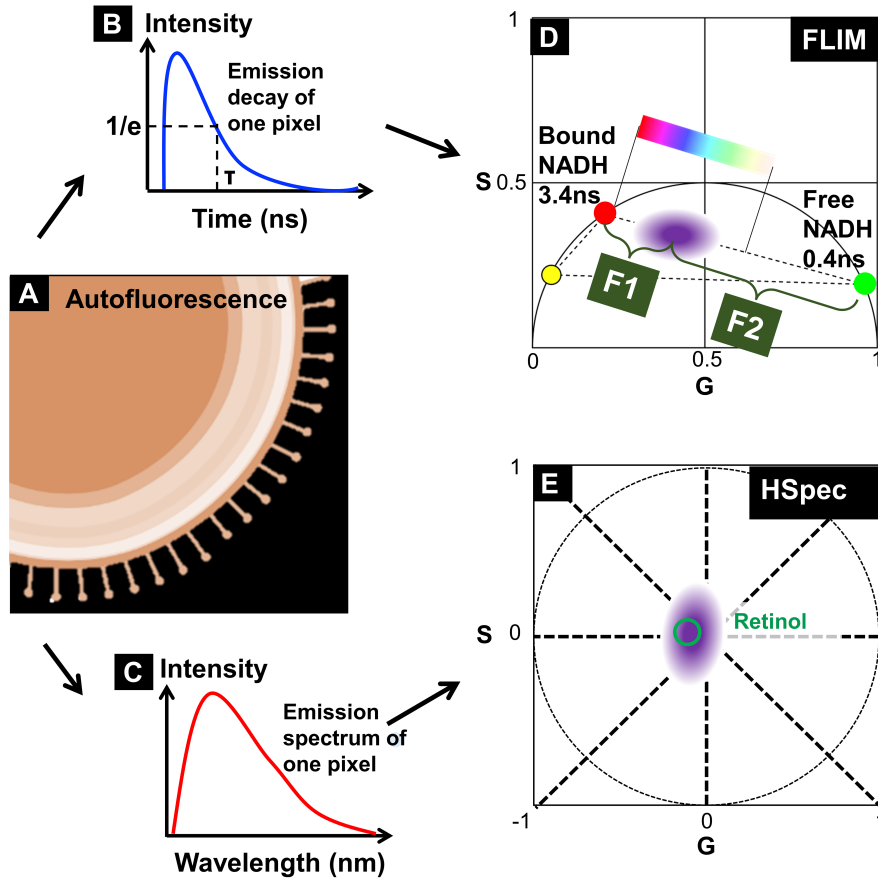 B
Intensity
Emission
decay of
one pixel
1/e
τ
Time (ns)
A
Autofluorescence
C
Intensity
Emission
spectrum of
one pixel
Wavelength (nm)
D
FLIM
1
Bound
NADH
3.4ns
S
0.5
Free
NADH
0.4ns
F1
F2
0
0.5
1
G
E
HSpec
1
S
0
Retinol
-1
0
1
G